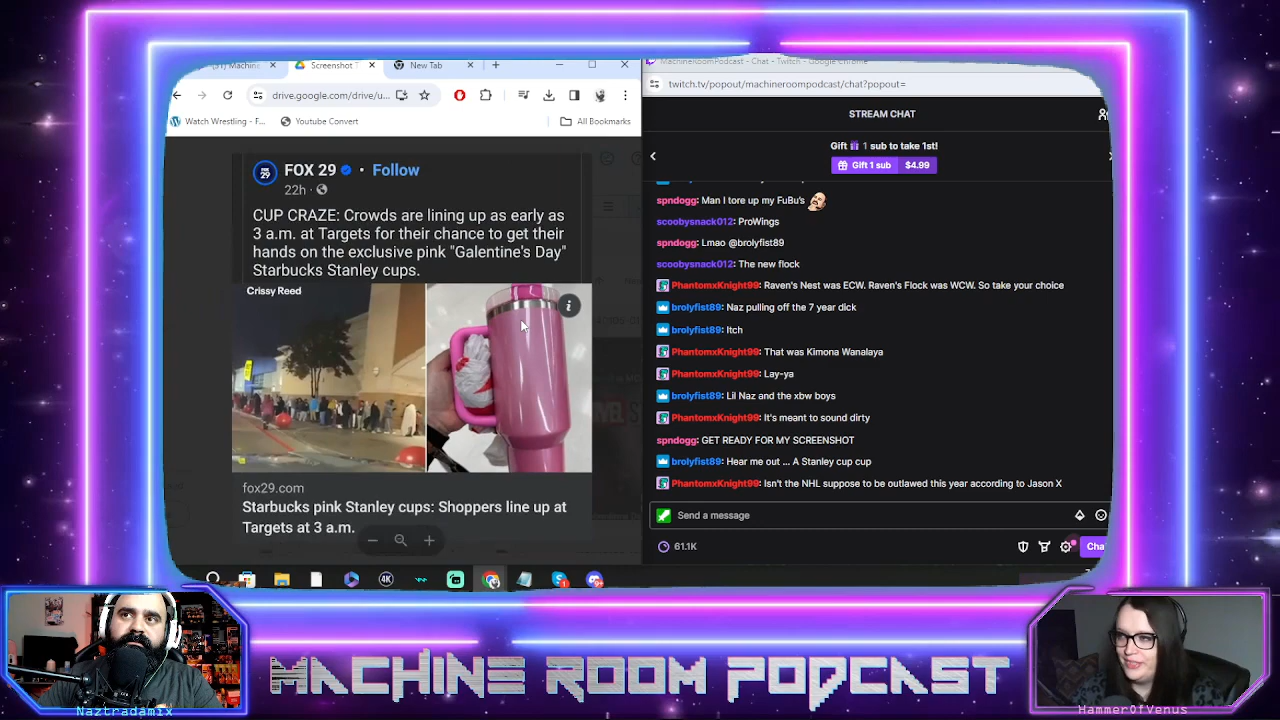 Machine
Screenshot T
New Tab
MachineRoomPodcast - Chat - Twitch - Google Chrome
drive.google.com/drive/u...
twitch.tv/popout/machineroompodcast/chat?popout=
Watch Wrestling - F...
Youtube Convert
All Bookmarks
STREAM CHAT
Gift 1 sub to take 1st!
Gift 1 sub $4.99
FOX 29 • Follow
22h •
CUP CRAZE: Crowds are lining up as early as
3 a.m. at Targets for their chance to get their
hands on the exclusive pink "Galentine's Day"
Starbucks Stanley cups.
Crissy Reed
fox29.com
Starbucks pink Stanley cups: Shoppers line up at
Targets at 3 a.m.
spndogg: Man I tore up my FuBu's
scoobysnack012: ProWings
spndogg: Lmao @brolyfist89
scoobysnack012: The new flock
PhantomxKnight99: Raven's Nest was ECW. Raven's Flock was WCW. So take your choice
brolyfist89: Naz pulling off the 7 year dick
brolyfist89: Itch
PhantomxKnight99: That was Kimona Wanalaya
PhantomxKnight99: Lay-ya
brolyfist89: Lil Naz and the xbw boys
PhantomxKnight99: It's meant to sound dirty
spndogg: GET READY FOR MY SCREENSHOT
brolyfist89: Hear me out ... A Stanley cup cup
PhantomxKnight99: Isn't the NHL suppose to be outlawed this year according to Jason X
Send a message
61.1K
Cha
4K
MACHINE ROOM PODCAST
Naztradamix
HammerOfVenus